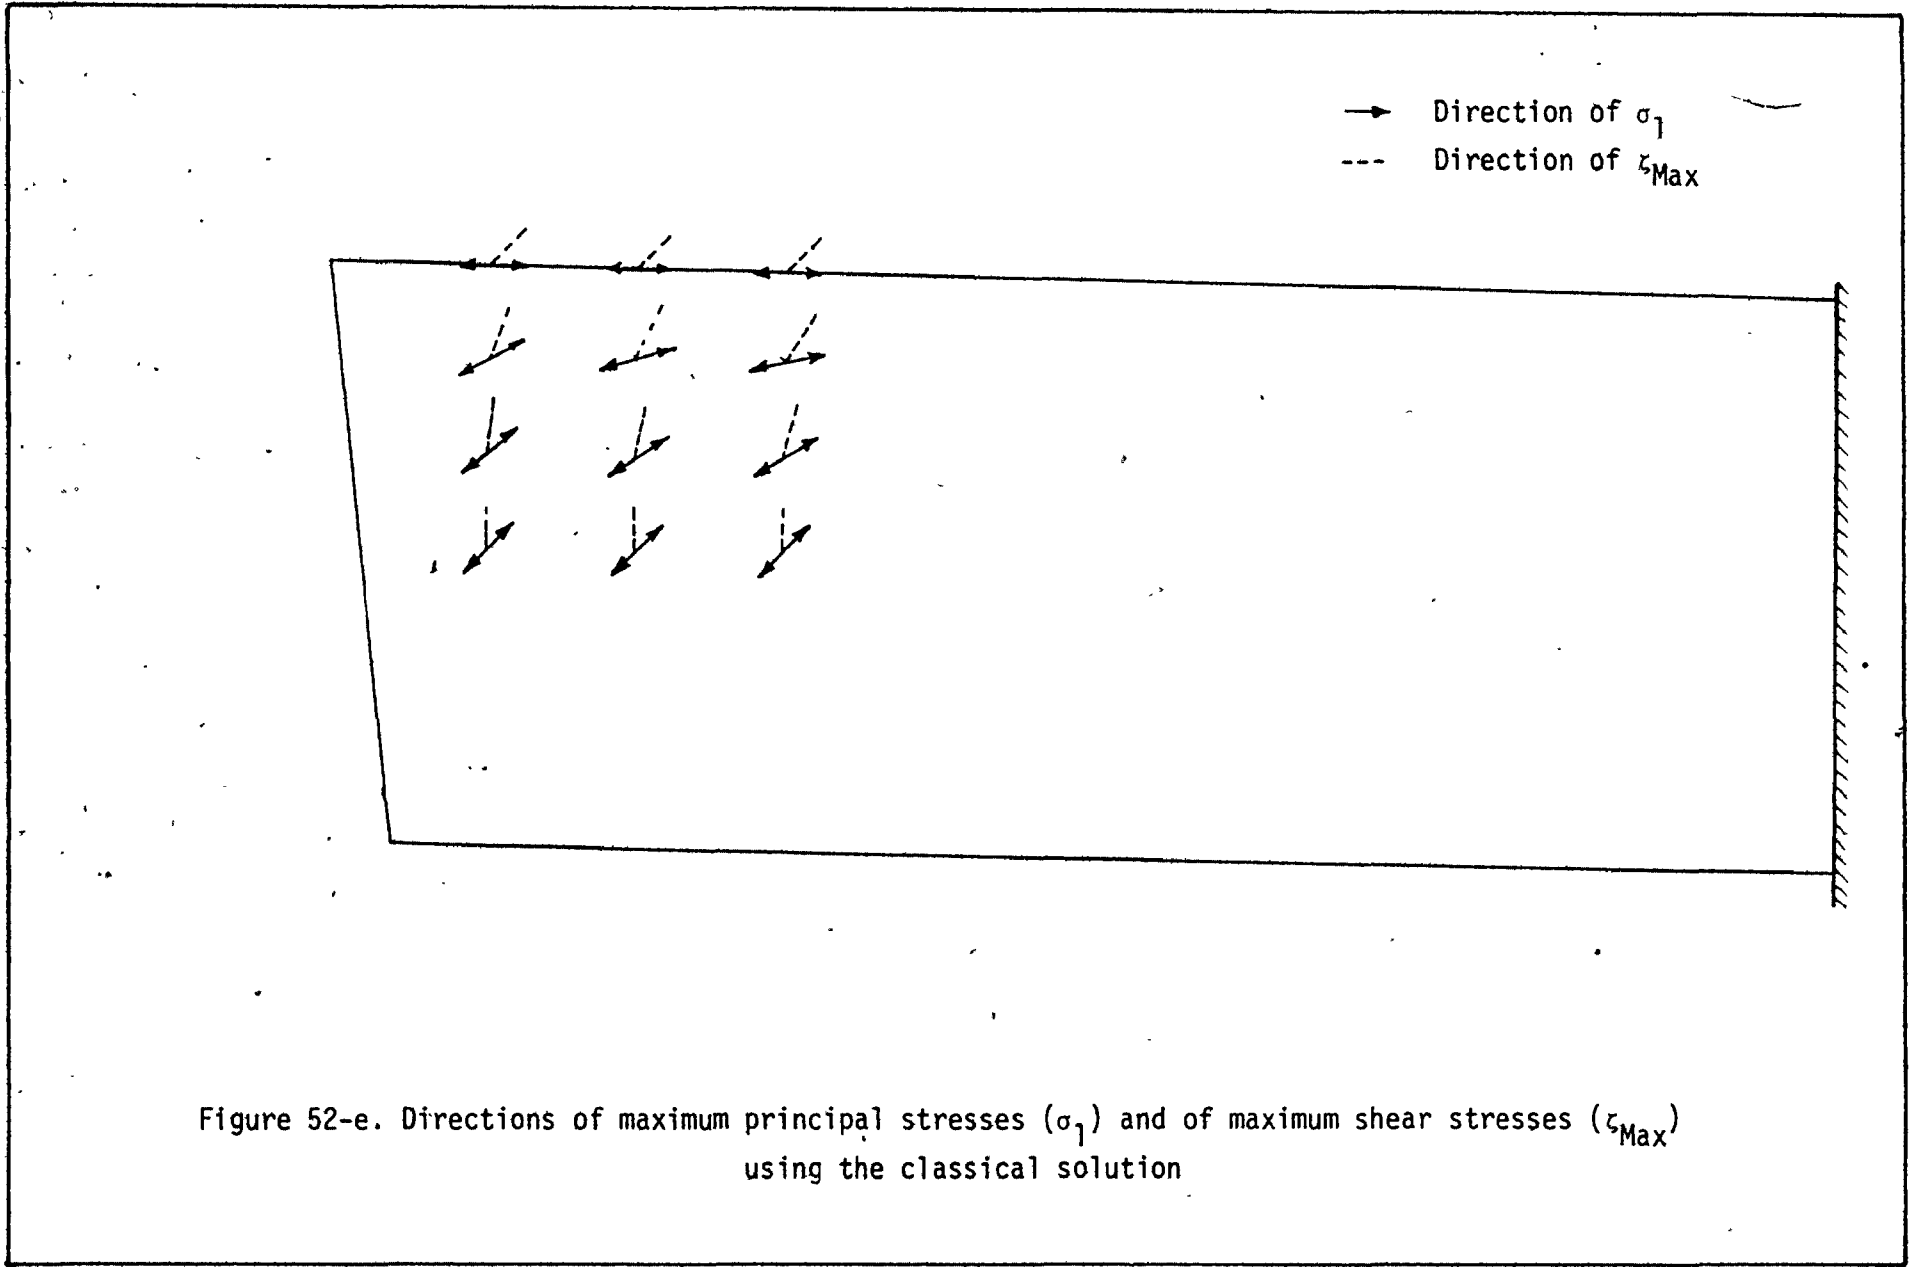 Direction of σ1
Direction of ζMax
Figure 52-e. Directions of maximum principal stresses (σ1) and of maximum shear stresses (ζMax)
using the classical solution